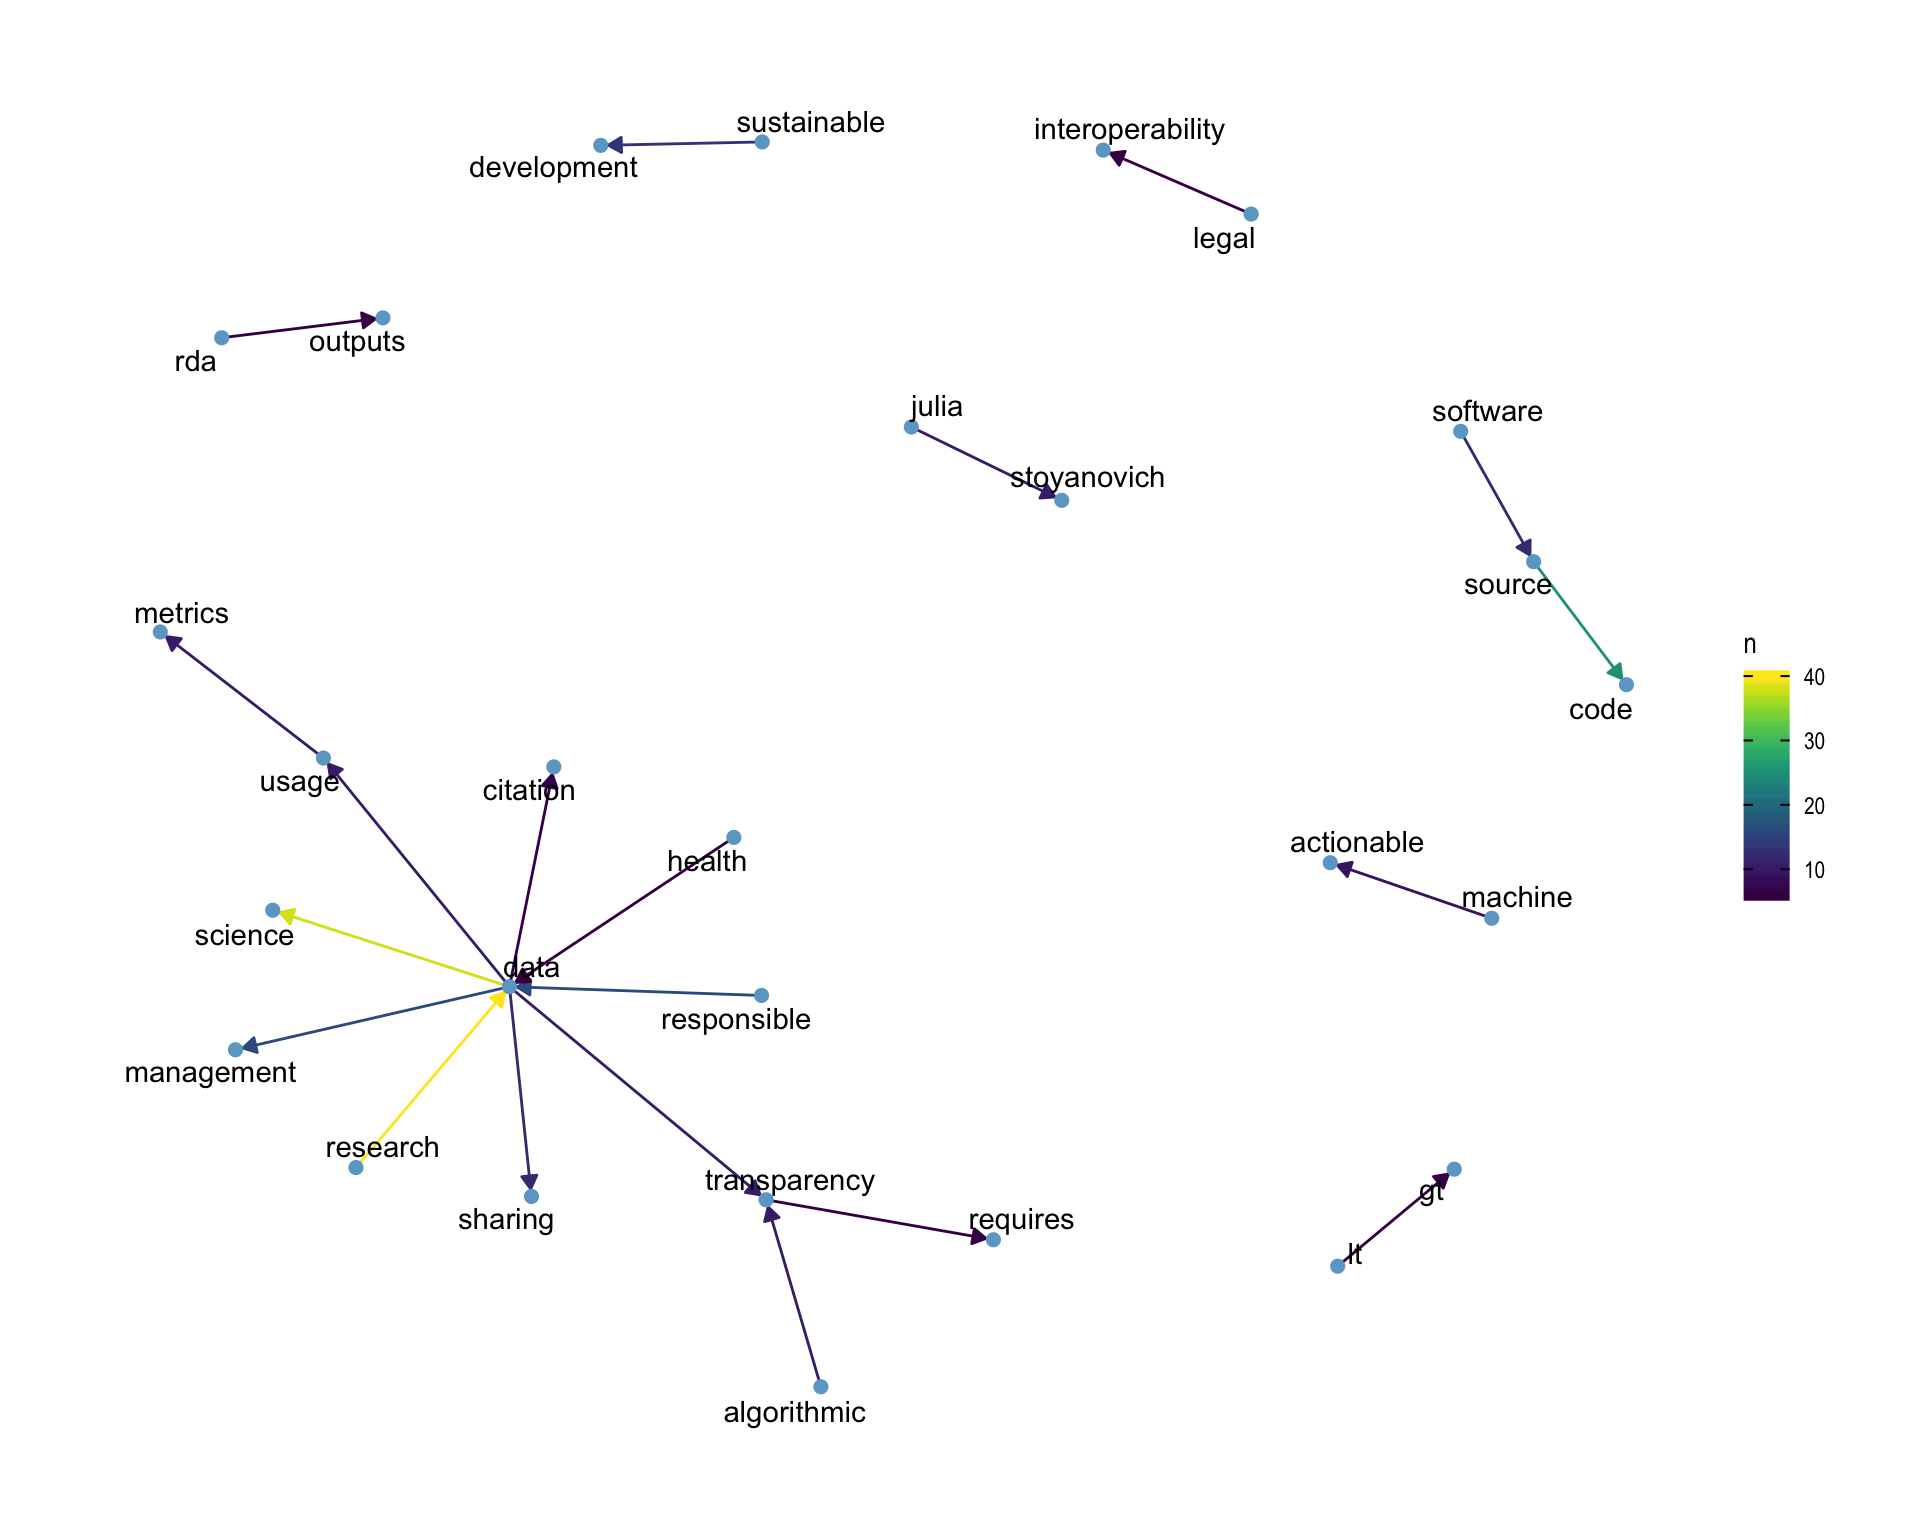 sustainable
interoperability
development
legal
outputs
rda
julia
software
stoyanovich
source
metrics
n
40
code
30
usage
citation
20
actionable
health
10
machine
science
data
responsible
management
research
transparency
gt
sharing
requires
lt
algorithmic